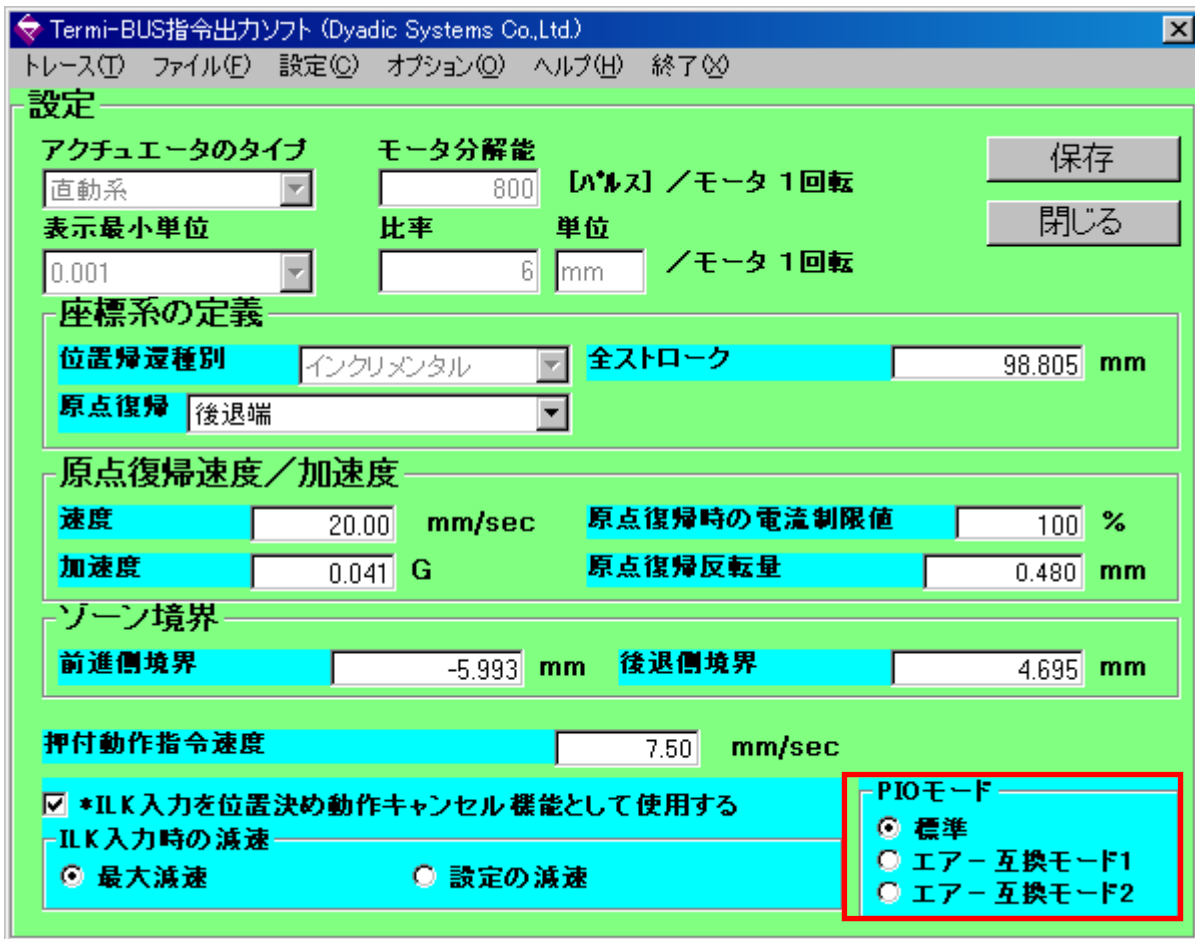 Termi-BUS指令出力ソフト (Dyadic Systems Co.,Ltd.)
トレース(T) ファイル(F) 設定(C) オプション(O) ヘルプ(H) 終了(X)
設定
アクチュエータのタイプ モータ分解能
直動系 800 [パルス] ／モータ 1回転 保存
表示最小単位 比率 単位 閉じる
0.001 6 mm ／モータ 1回転
座標系の定義
位置帰還種別 インクリメンタル 全ストローク 98.805 mm
原点復帰 後退端
原点復帰速度／加速度
速度 20.00 mm/sec 原点復帰時の電流制限値 100 %
加速度 0.041 G 原点復帰反転量 0.480 mm
ゾーン境界
前進側境界 -5.993 mm 後退側境界 4.695 mm
押付動作指令速度 7.50 mm/sec
*ILK入力を位置決め動作キャンセル機能として使用する
ILK入力時の減速
最大減速 設定の減速
PIOモード
標準
エアー互換モード1
エアー互換モード2